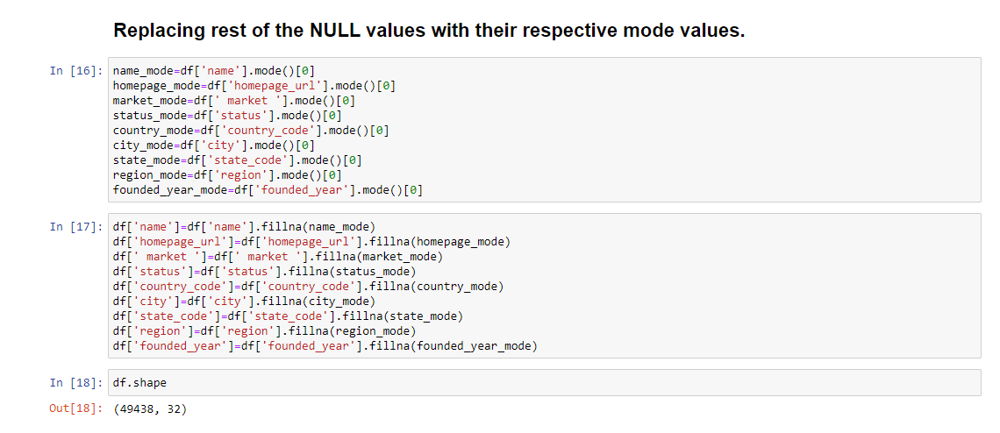 Replacing rest of the NULL values with their respective mode values.
In [16]: name_mode=df['name'].mode()[0]
homepage_mode=df['homepage_url'].mode()[0]
market_mode=df[' market '].mode()[0]
status_mode=df['status'].mode()[0]
country_mode=df['country_code'].mode()[0]
city_mode=df['city'].mode()[0]
state_mode=df['state_code'].mode()[0]
region_mode=df['region'].mode()[0]
founded_year_mode=df['founded_year'].mode()[0]
In [17]: df['name']=df['name'].fillna(name_mode)
df['homepage_url']=df['homepage_url'].fillna(homepage_mode)
df[' market ']=df[' market '].fillna(market_mode)
df['status']=df['status'].fillna(status_mode)
df['country_code']=df['country_code'].fillna(country_mode)
df['city']=df['city'].fillna(city_mode)
df['state_code']=df['state_code'].fillna(state_mode)
df['region']=df['region'].fillna(region_mode)
df['founded_year']=df['founded_year'].fillna(founded_year_mode)
In [18]: df.shape
Out[18]: (49438, 32)